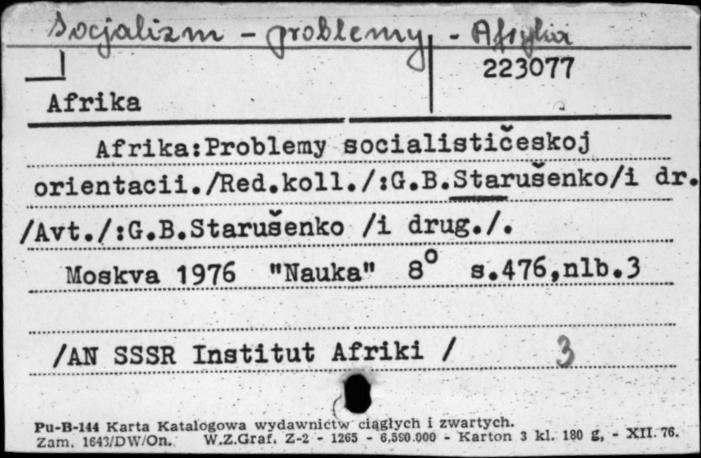 Socjalizm - problemy - Afryka
223077
Afrika
Afrika:Problemy socialističeskoj
orientacii./Red.koll./:G.B.Starušenko/i dr.
/Avt./:G.B.Starušenko /i drug./.
Moskva 1976 "Nauka" 8° s.476,nlb.3
/AN SSSR Institut Afriki / 3
Pu-B-144 Karta Katalogowa wydawnictw ciągłych i zwartych.
Zam. 1643/DW/On. W.Z.Graf. Z-2 - 1265 - 6,500.000 - Karton 3 kl. 180 g, - XII. 76.